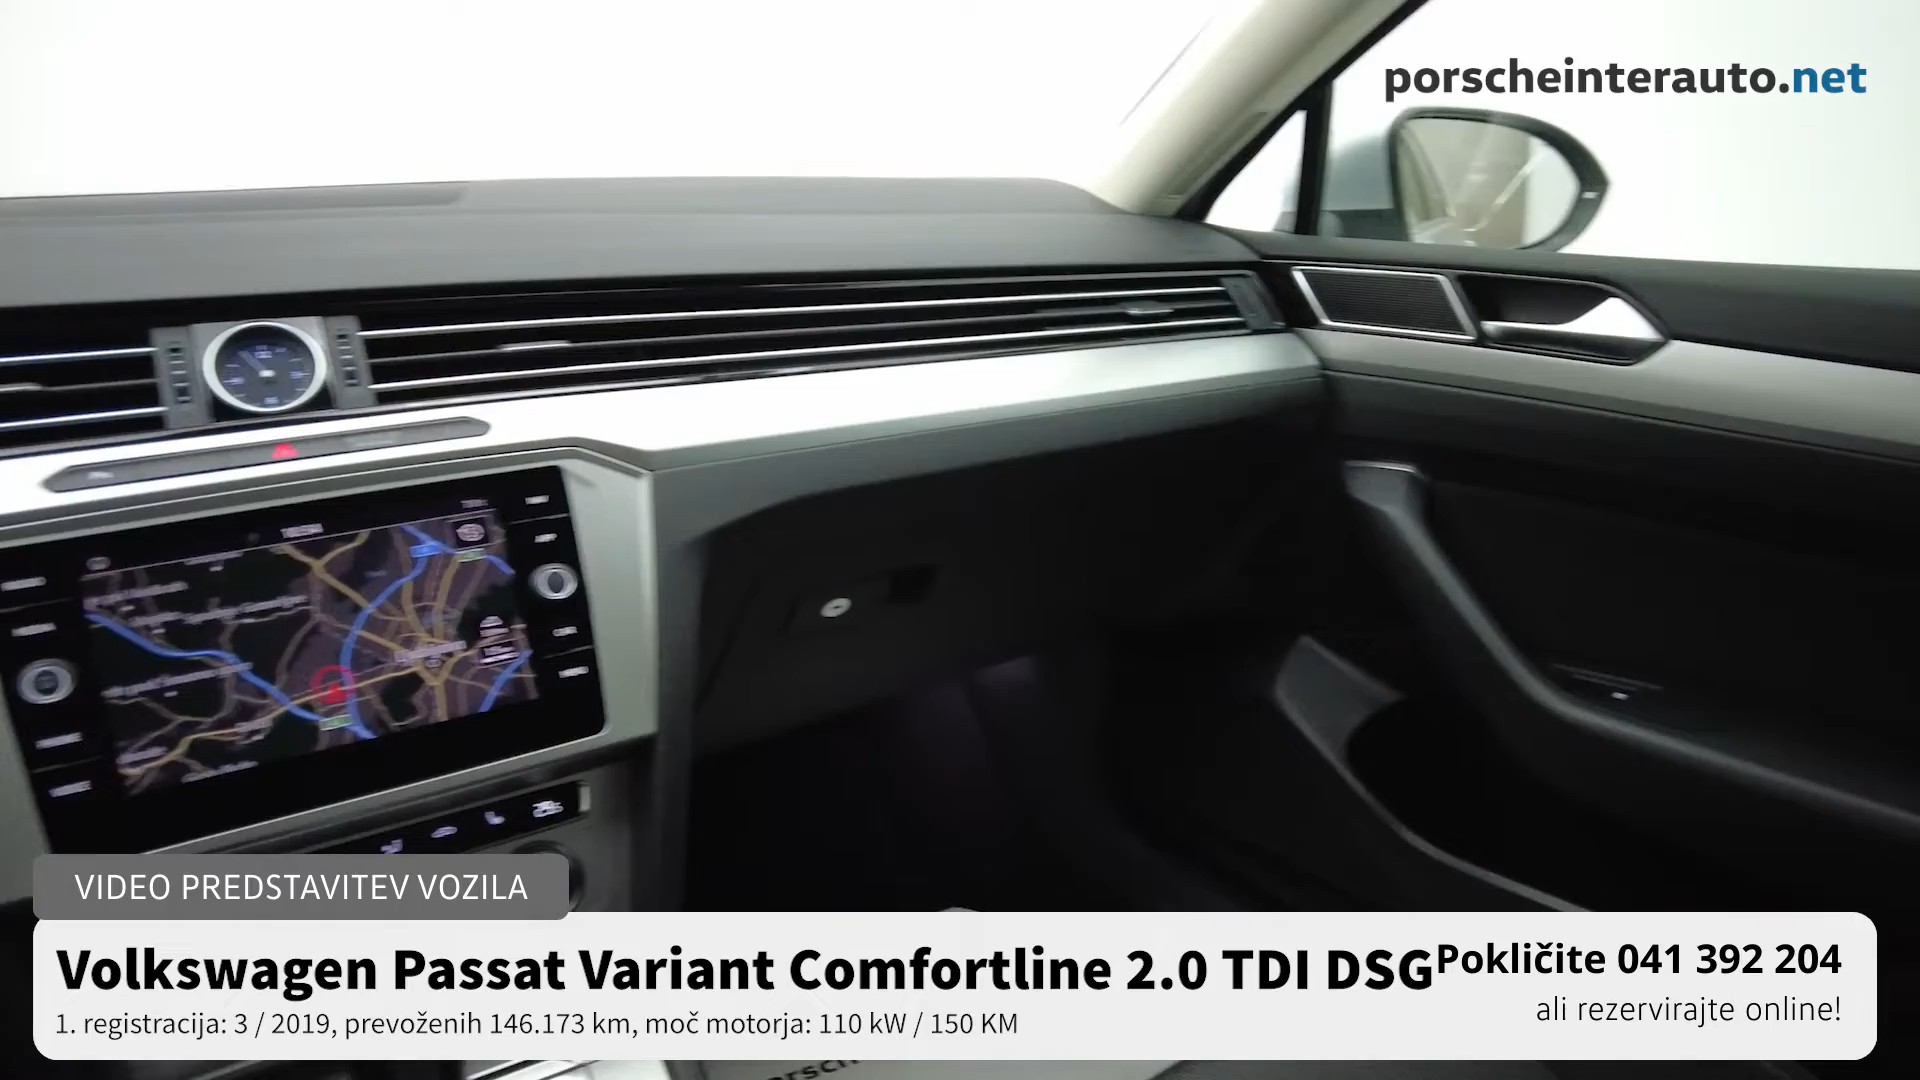 porscheinterauto.net
VIDEO PREDSTAVITEV VOZILA
Volkswagen Passat Variant Comfortline 2.0 TDI DSG
Pokličite 041 392 204
1. registracija: 3 / 2019, prevoženih 146.173 km, moč motorja: 110 kW / 150 KM
ali rezervirajte online!